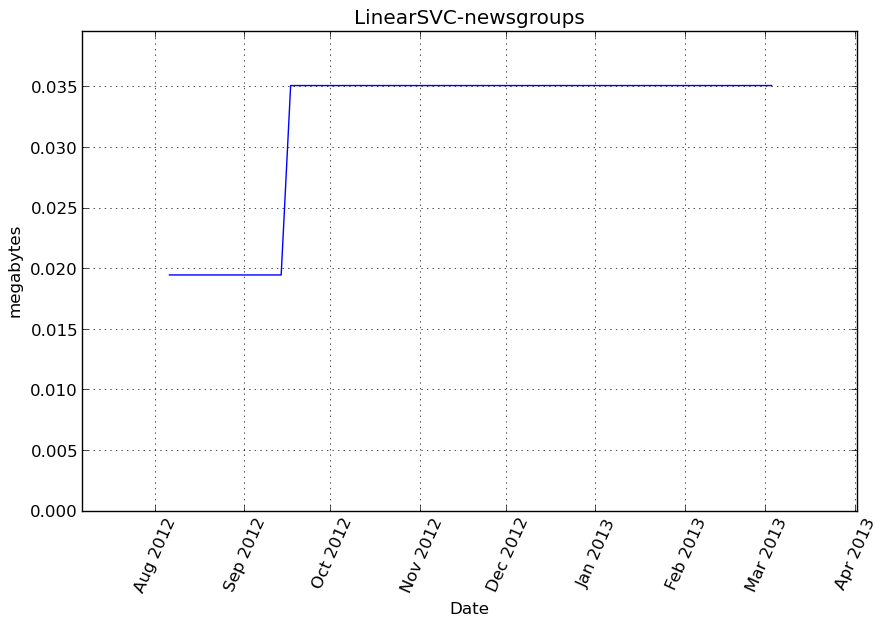 LinearSVC-newsgroups
0.035
0.030
0.025
0.020
0.015
0.010
0.005
0.000
megabytes
Aug 2012
Sep 2012
Oct 2012
Nov 2012
Dec 2012
Jan 2013
Feb 2013
Mar 2013
Apr 2013
Date